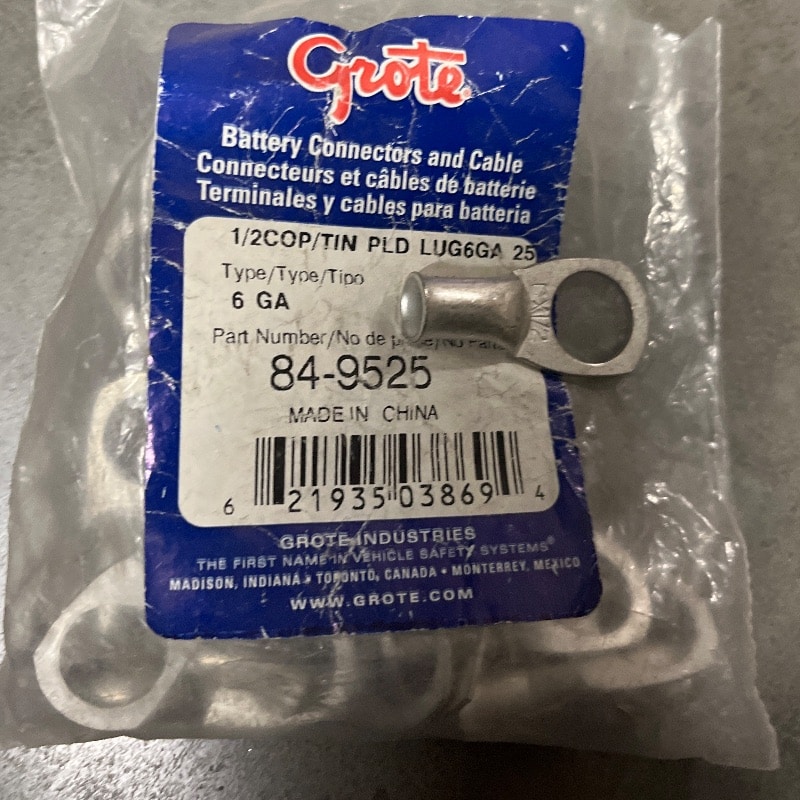 Grote
Battery Connectors and Cable
Connecteurs et câbles de batterie
Terminales y cables para bateria
1/2COP/TIN PLD LUG6GA 25
Type/Type/Tipo
6 GA
Part Number/No de
84-9525
MADE IN CHINA
6 21935 03869 4
GROTE INDUSTRIES
THE FIRST NAME IN VEHICLE SAFETY SYSTEMS®
MADISON, INDIANA • TORONTO, CANADA • MONTERREY, MEXICO
WWW.GROTE.COM